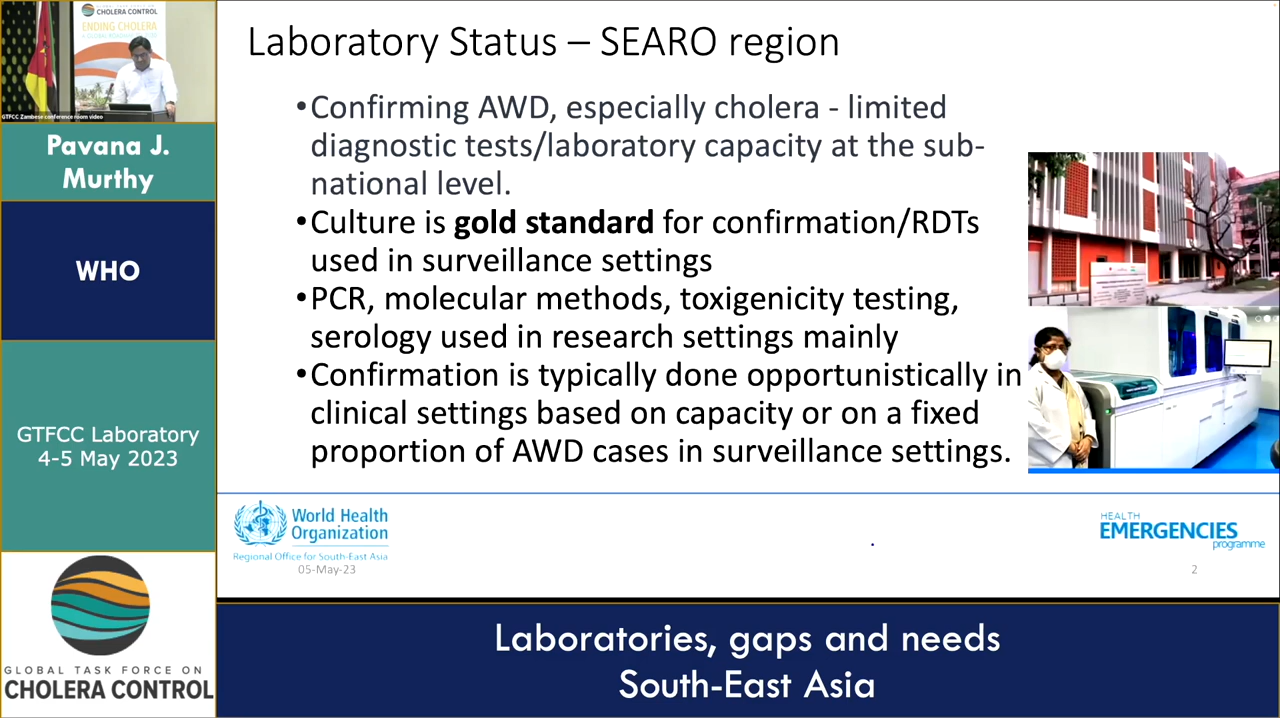 CHOLERA CONTROL
ENDING CHOLERA
GTFCC Zambese conference room video
Pavana J.
Murthy
WHO
GTFCC Laboratory
4-5 May 2023
GLOBAL TASK FORCE ON
CHOLERA CONTROL
Laboratory Status – SEARO region
•Confirming AWD, especially cholera - limited
diagnostic tests/laboratory capacity at the sub-
national level.
•Culture is gold standard for confirmation/RDTs
used in surveillance settings
•PCR, molecular methods, toxigenicity testing,
serology used in research settings mainly
•Confirmation is typically done opportunistically in
clinical settings based on capacity or on a fixed
proportion of AWD cases in surveillance settings.
World Health
Organization
Regional Office for South-East Asia
05-May-23
HEALTH
EMERGENCIES
programme
2
Laboratories, gaps and needs
South-East Asia